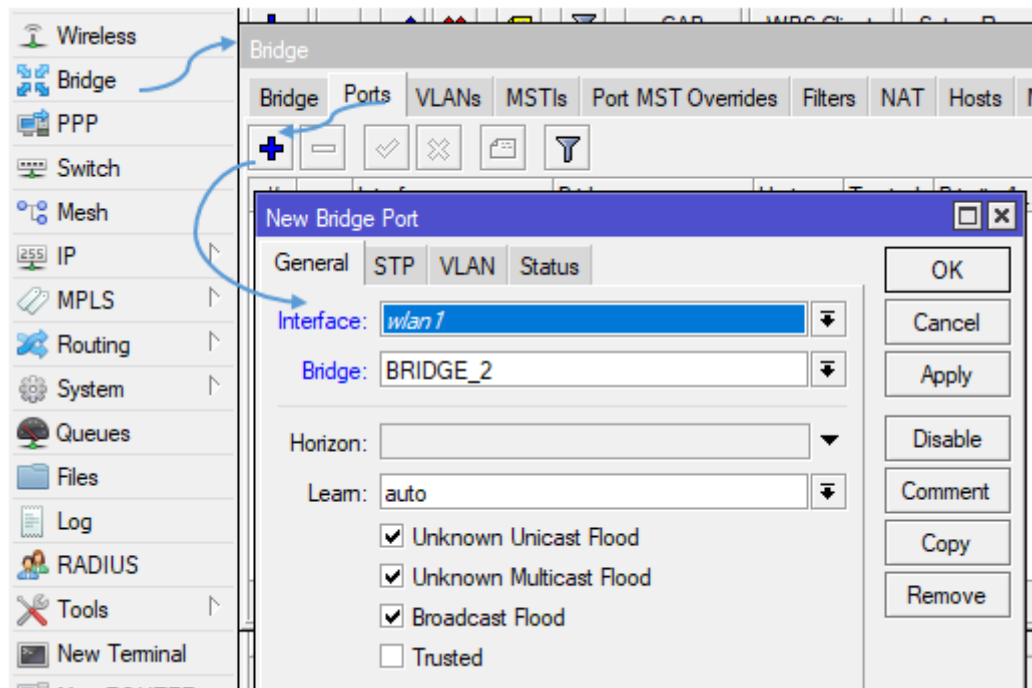 Wireless
Bridge
PPP
Switch
Mesh
255 IP
MPLS
Routing
System
Queues
Files
Log
RADIUS
Tools
New Terminal
Bridge
Bridge Ports VLANs MSTIs Port MST Overrides Filters NAT Hosts
New Bridge Port
General STP VLAN Status
Interface: wlan1
Bridge: BRIDGE_2
Horizon:
Learn: auto
Unknown Unicast Flood
Unknown Multicast Flood
Broadcast Flood
Trusted
OK
Cancel
Apply
Disable
Comment
Copy
Remove